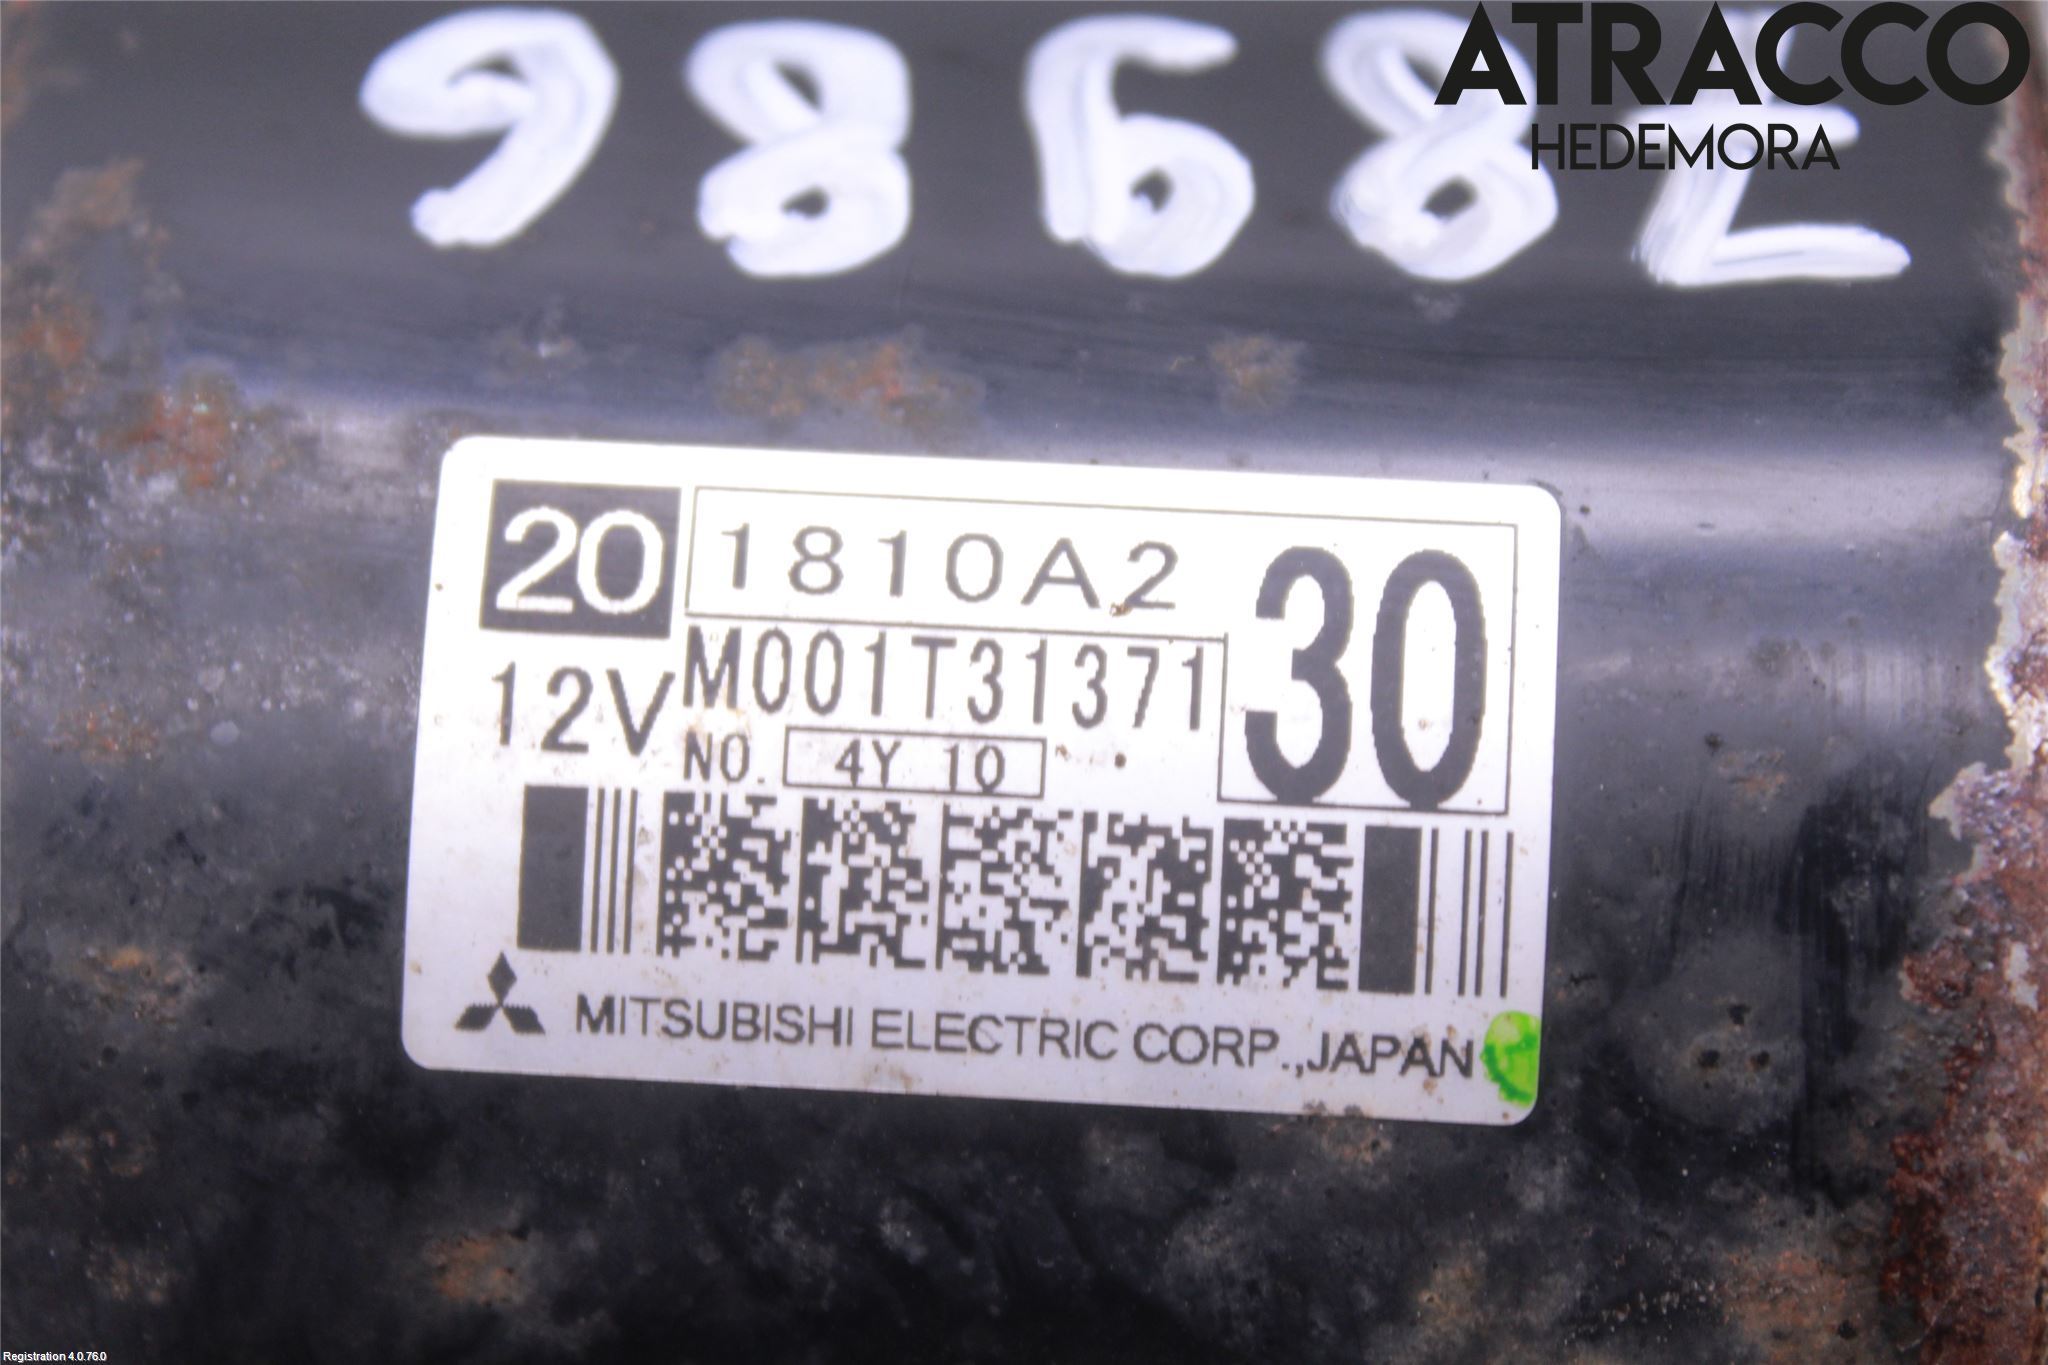 78986
ATRACCO
HEDEMORA
20 1810A2 30
12V M001T31371
NO. 4Y 10
MITSUBISHI ELECTRIC CORP.,JAPAN
Registration 4.0.76.0